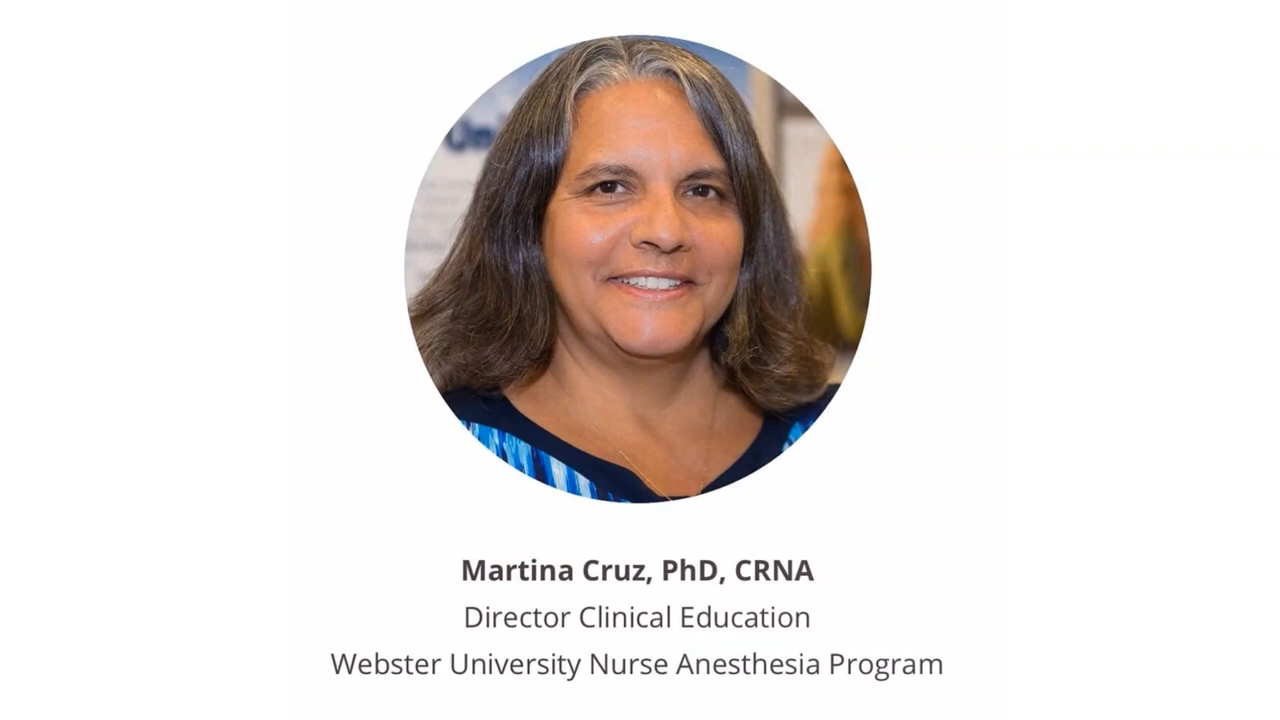 Martina Cruz, PhD, CRNA
Director Clinical Education
Webster University Nurse Anesthesia Program